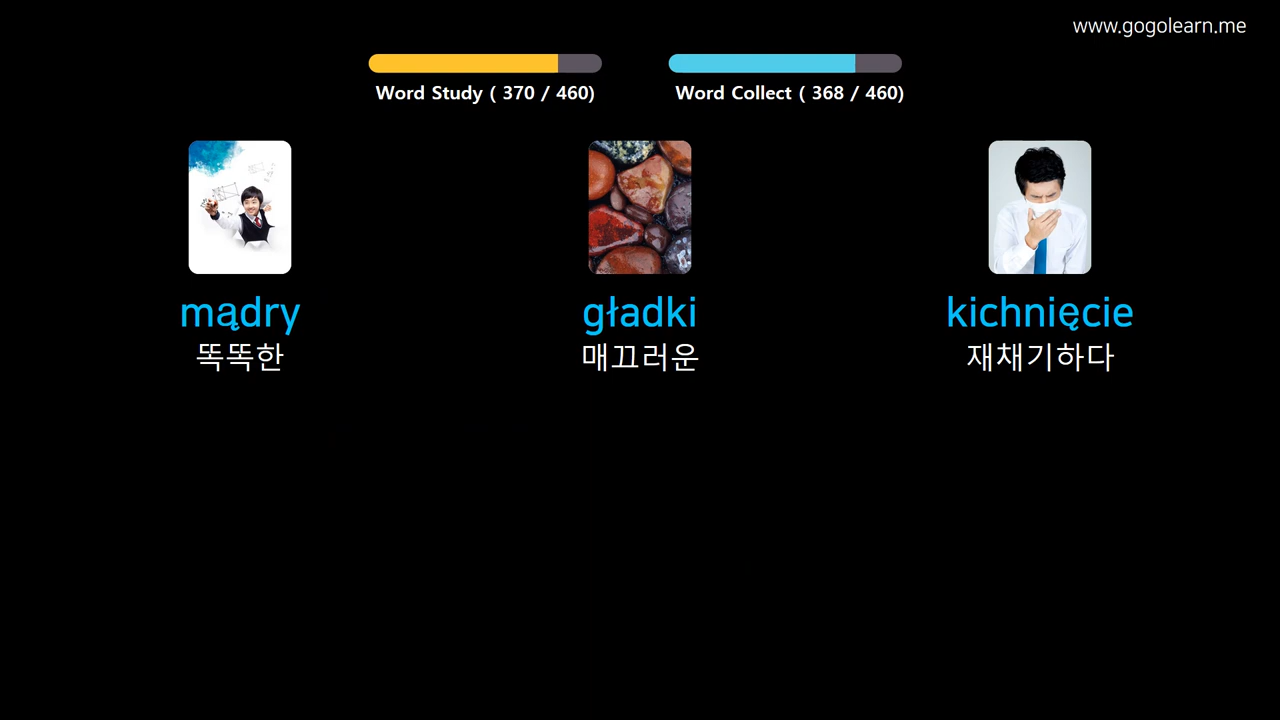 www.gogolearn.me
Word Study ( 370 / 460)
Word Collect ( 368 / 460)
mądry
gładki
kichnięcie
똑똑한
매끄러운
재채기하다